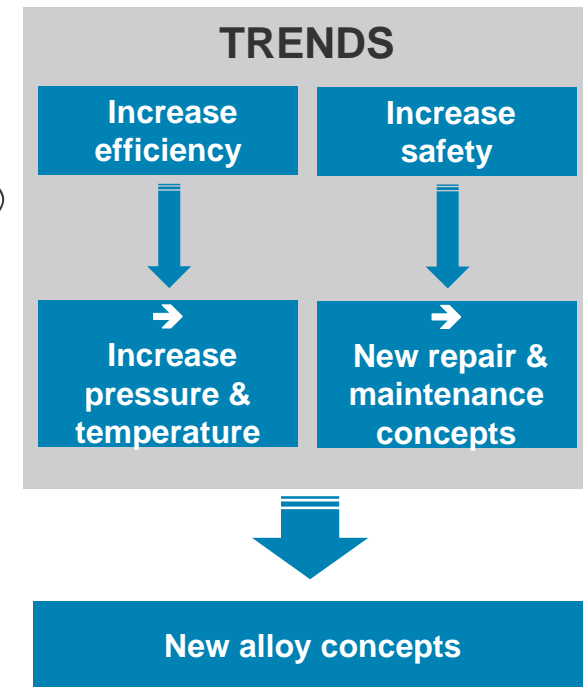 TRENDS
Increase
efficiency
Increase
safety
➔
Increase
pressure &
temperature
➔
New repair &
maintenance
concepts
New alloy concepts